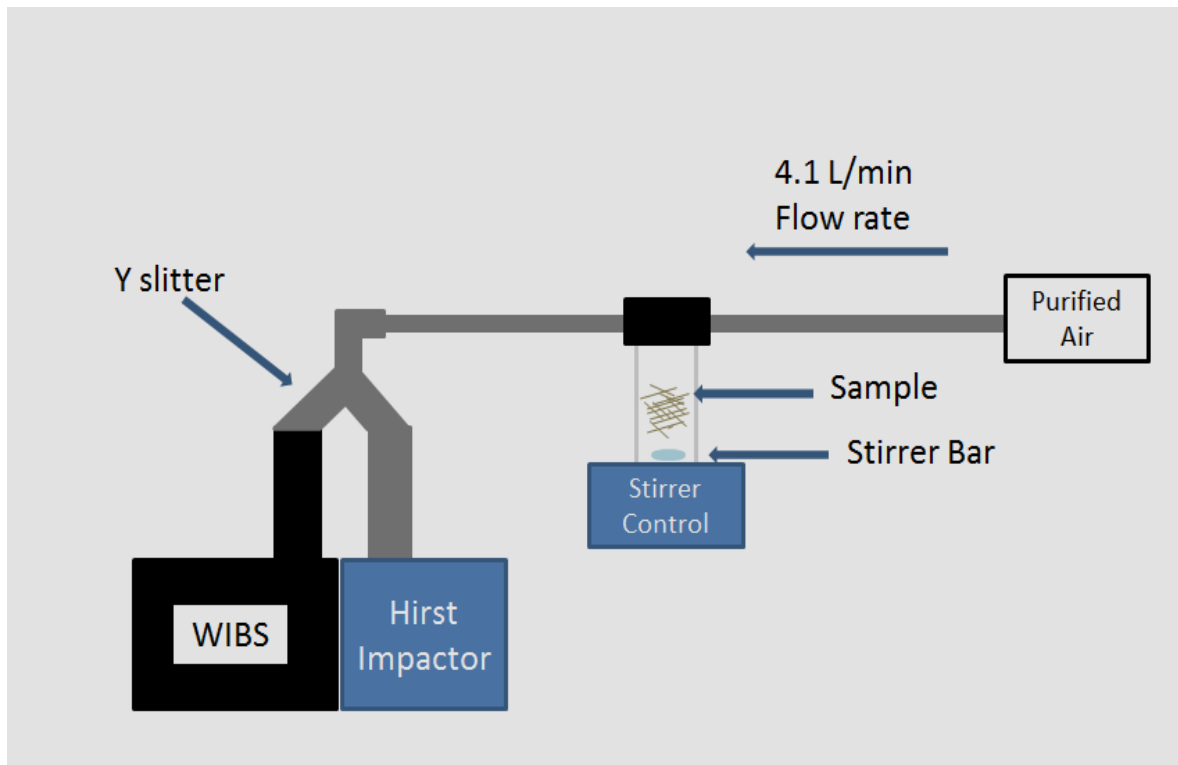 4.1 L/min
Flow rate
Y slitter
Purified
Air
Sample
Stirrer Bar
Stirrer
Control
WIBS
Hirst
Impactor